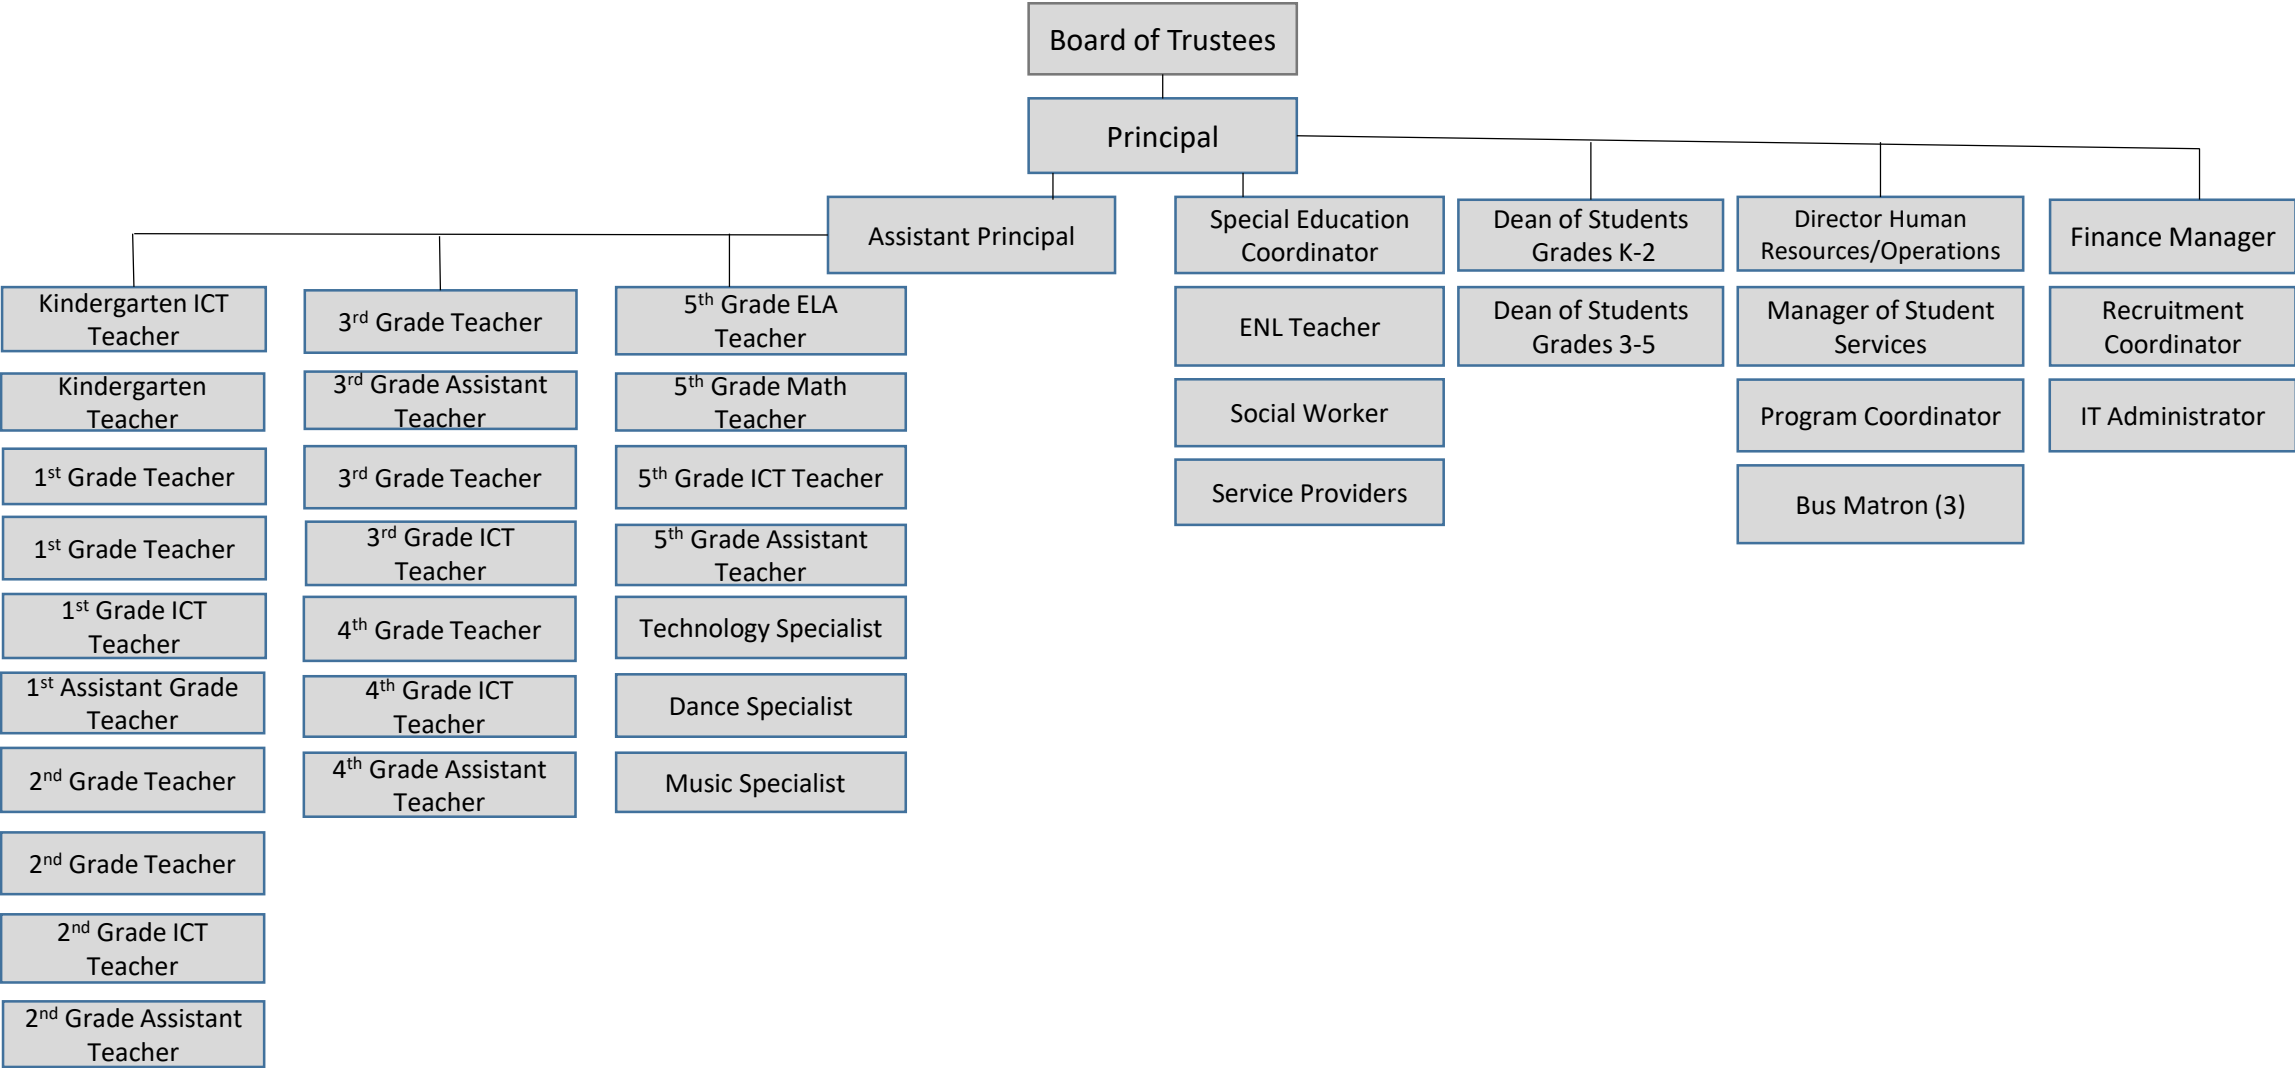 Board of Trustees
Principal
Assistant Principal
Special Education
Coordinator
Dean of Students
Grades K-2
Director Human
Resources/Operations
Finance Manager
Kindergarten ICT
Teacher
Kindergarten
Teacher
1st Grade Teacher
1st Grade Teacher
1st Grade ICT
Teacher
1st Assistant Grade
Teacher
2nd Grade Teacher
2nd Grade Teacher
2nd Grade ICT
Teacher
2nd Grade Assistant
Teacher
3rd Grade Teacher
3rd Grade Assistant
Teacher
3rd Grade Teacher
3rd Grade ICT
Teacher
4th Grade Teacher
4th Grade ICT
Teacher
4th Grade Assistant
Teacher
5th Grade ELA
Teacher
5th Grade Math
Teacher
5th Grade ICT Teacher
5th Grade Assistant
Teacher
Technology Specialist
Dance Specialist
Music Specialist
ENL Teacher
Social Worker
Service Providers
Dean of Students
Grades 3-5
Manager of Student
Services
Program Coordinator
Bus Matron (3)
Recruitment
Coordinator
IT Administrator